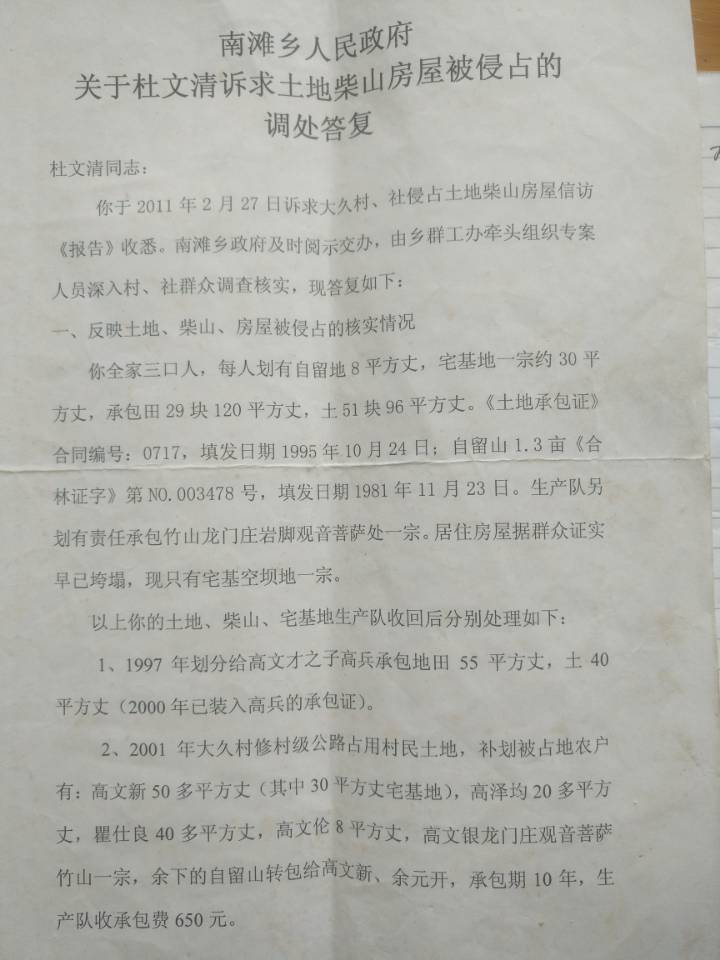 南滩乡人民政府
关于杜文清诉求土地柴山房屋被侵占的
调处答复
杜文清同志：
你于 2011 年 2 月 27 日诉求大久村、社侵占土地柴山房屋信访
《报告》收悉。南滩乡政府及时阅示交办，由乡群工办牵头组织专案
人员深入村、社群众调查核实，现答复如下：
一、反映土地、柴山、房屋被侵占的核实情况
你全家三口人，每人划有自留地 8 平方丈，宅基地一宗约 30 平
方丈，承包田 29 块 120 平方丈，土 51 块 96 平方丈。《土地承包证》
合同编号：0717，填发日期 1995 年 10 月 24 日；自留山 1.3 亩《合
林证字》第 NO.003478 号，填发日期 1981 年 11 月 23 日。生产队另
划有责任承包竹山龙门庄岩脚观音菩萨处一宗。居住房屋据群众证实
早已垮塌，现只有宅基空坝地一宗。
以上你的土地、柴山、宅基地生产队收回后分别处理如下：
1、1997 年划分给高文才之子高兵承包地田 55 平方丈，土 40
平方丈（2000 年已装入高兵的承包证）。
2、2001 年大久村修村级公路占用村民土地，补划被占地农户
有：高文新 50 多平方丈（其中 30 平方丈宅基地），高泽均 20 多平方
丈，瞿仕良 40 多平方丈，高文伦 8 平方丈，高文银龙门庄观音菩萨
竹山一宗，余下的自留山转包给高文新、余元开，承包期 10 年，生
产队收承包费 650 元。